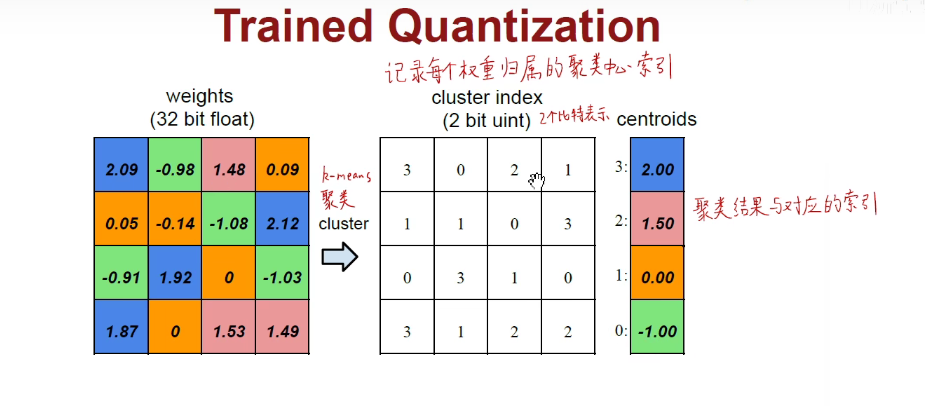 Trained Quantization
记录每个权重归属的聚类中心索引
weights
(32 bit float)
cluster index
(2 bit uint)
2个比特表示
centroids
2.09 -0.98 1.48 0.09
0.05 -0.14 -1.08 2.12
-0.91 1.92 0 -1.03
1.87 0 1.53 1.49
k-means
聚类
cluster
3 0 2 1
1 1 0 3
0 3 1 0
3 1 2 2
3: 2.00
2: 1.50
1: 0.00
0: -1.00
聚类结果与对应的索引